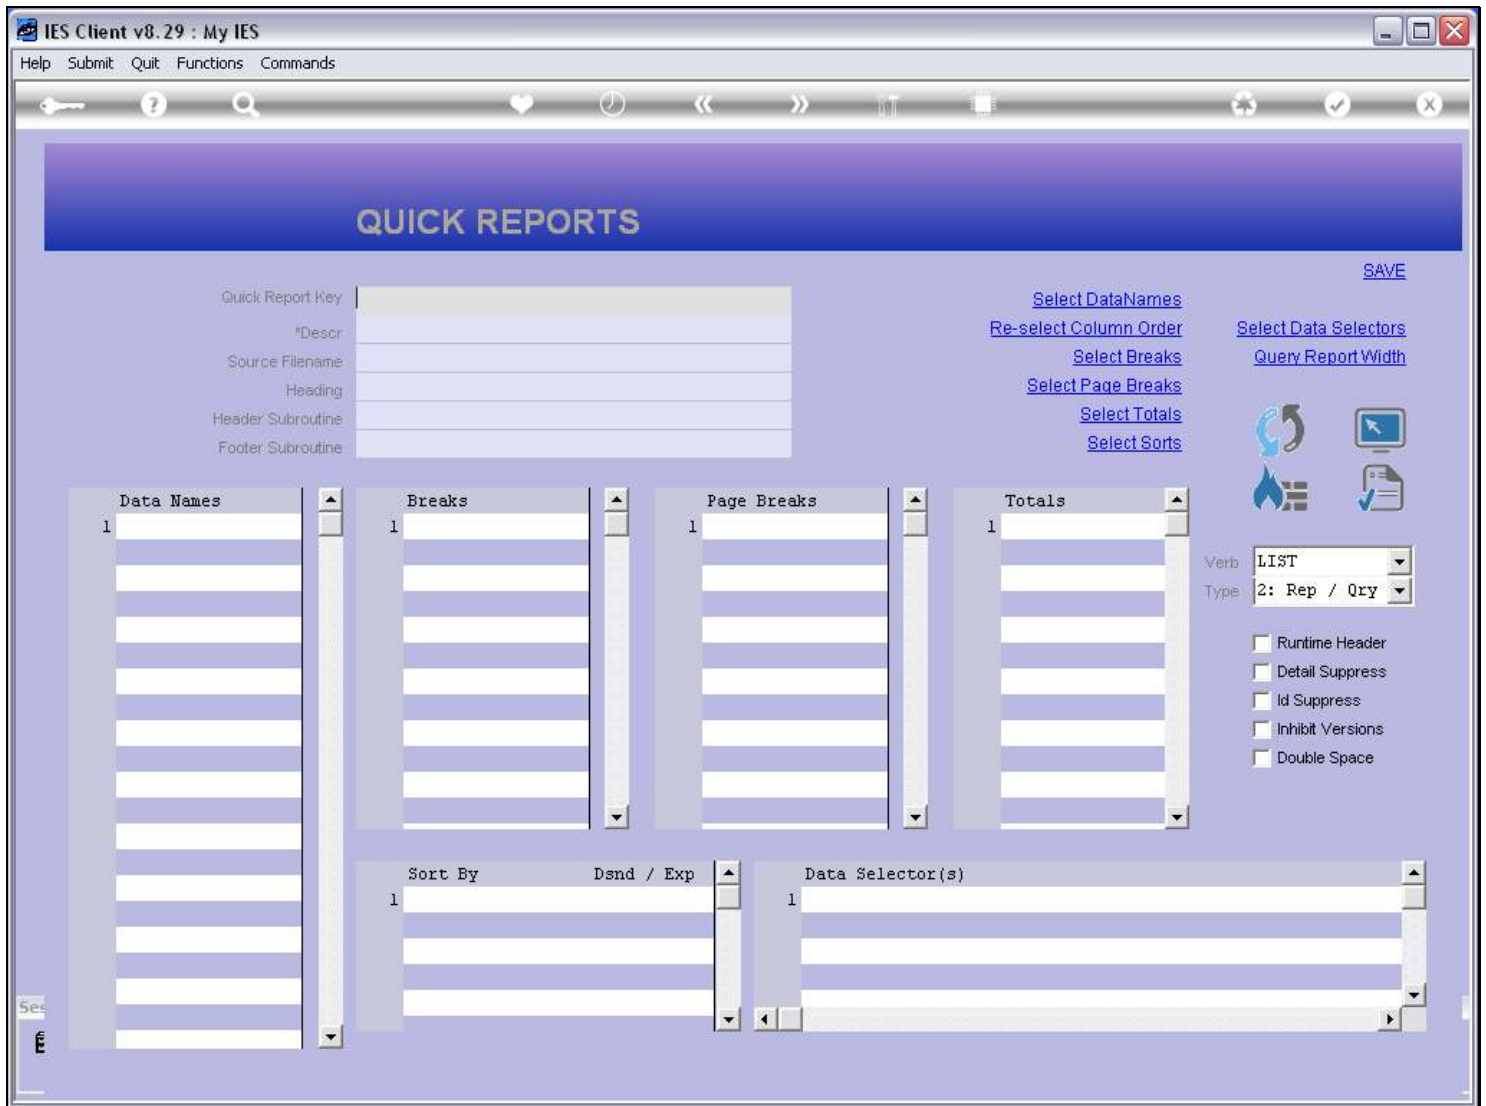 IES Client v8.29 : My IES
Help Submit Quit Functions Commands
QUICK REPORTS
SAVE
Quick Report Key
Select DataNames
*Descr
Re-select Column Order
Select Data Selectors
Source Filename
Select Breaks
Query Report Width
Heading
Select Page Breaks
Header Subroutine
Select Totals
Footer Subroutine
Select Sorts
Data Names
Breaks
Page Breaks
Totals
1
1
1
1
Verb LIST
Type 2: Rep / Qry
Runtime Header
Detail Suppress
Id Suppress
Inhibit Versions
Double Space
Sort By Dsnd / Exp
Data Selector(s)
1
1